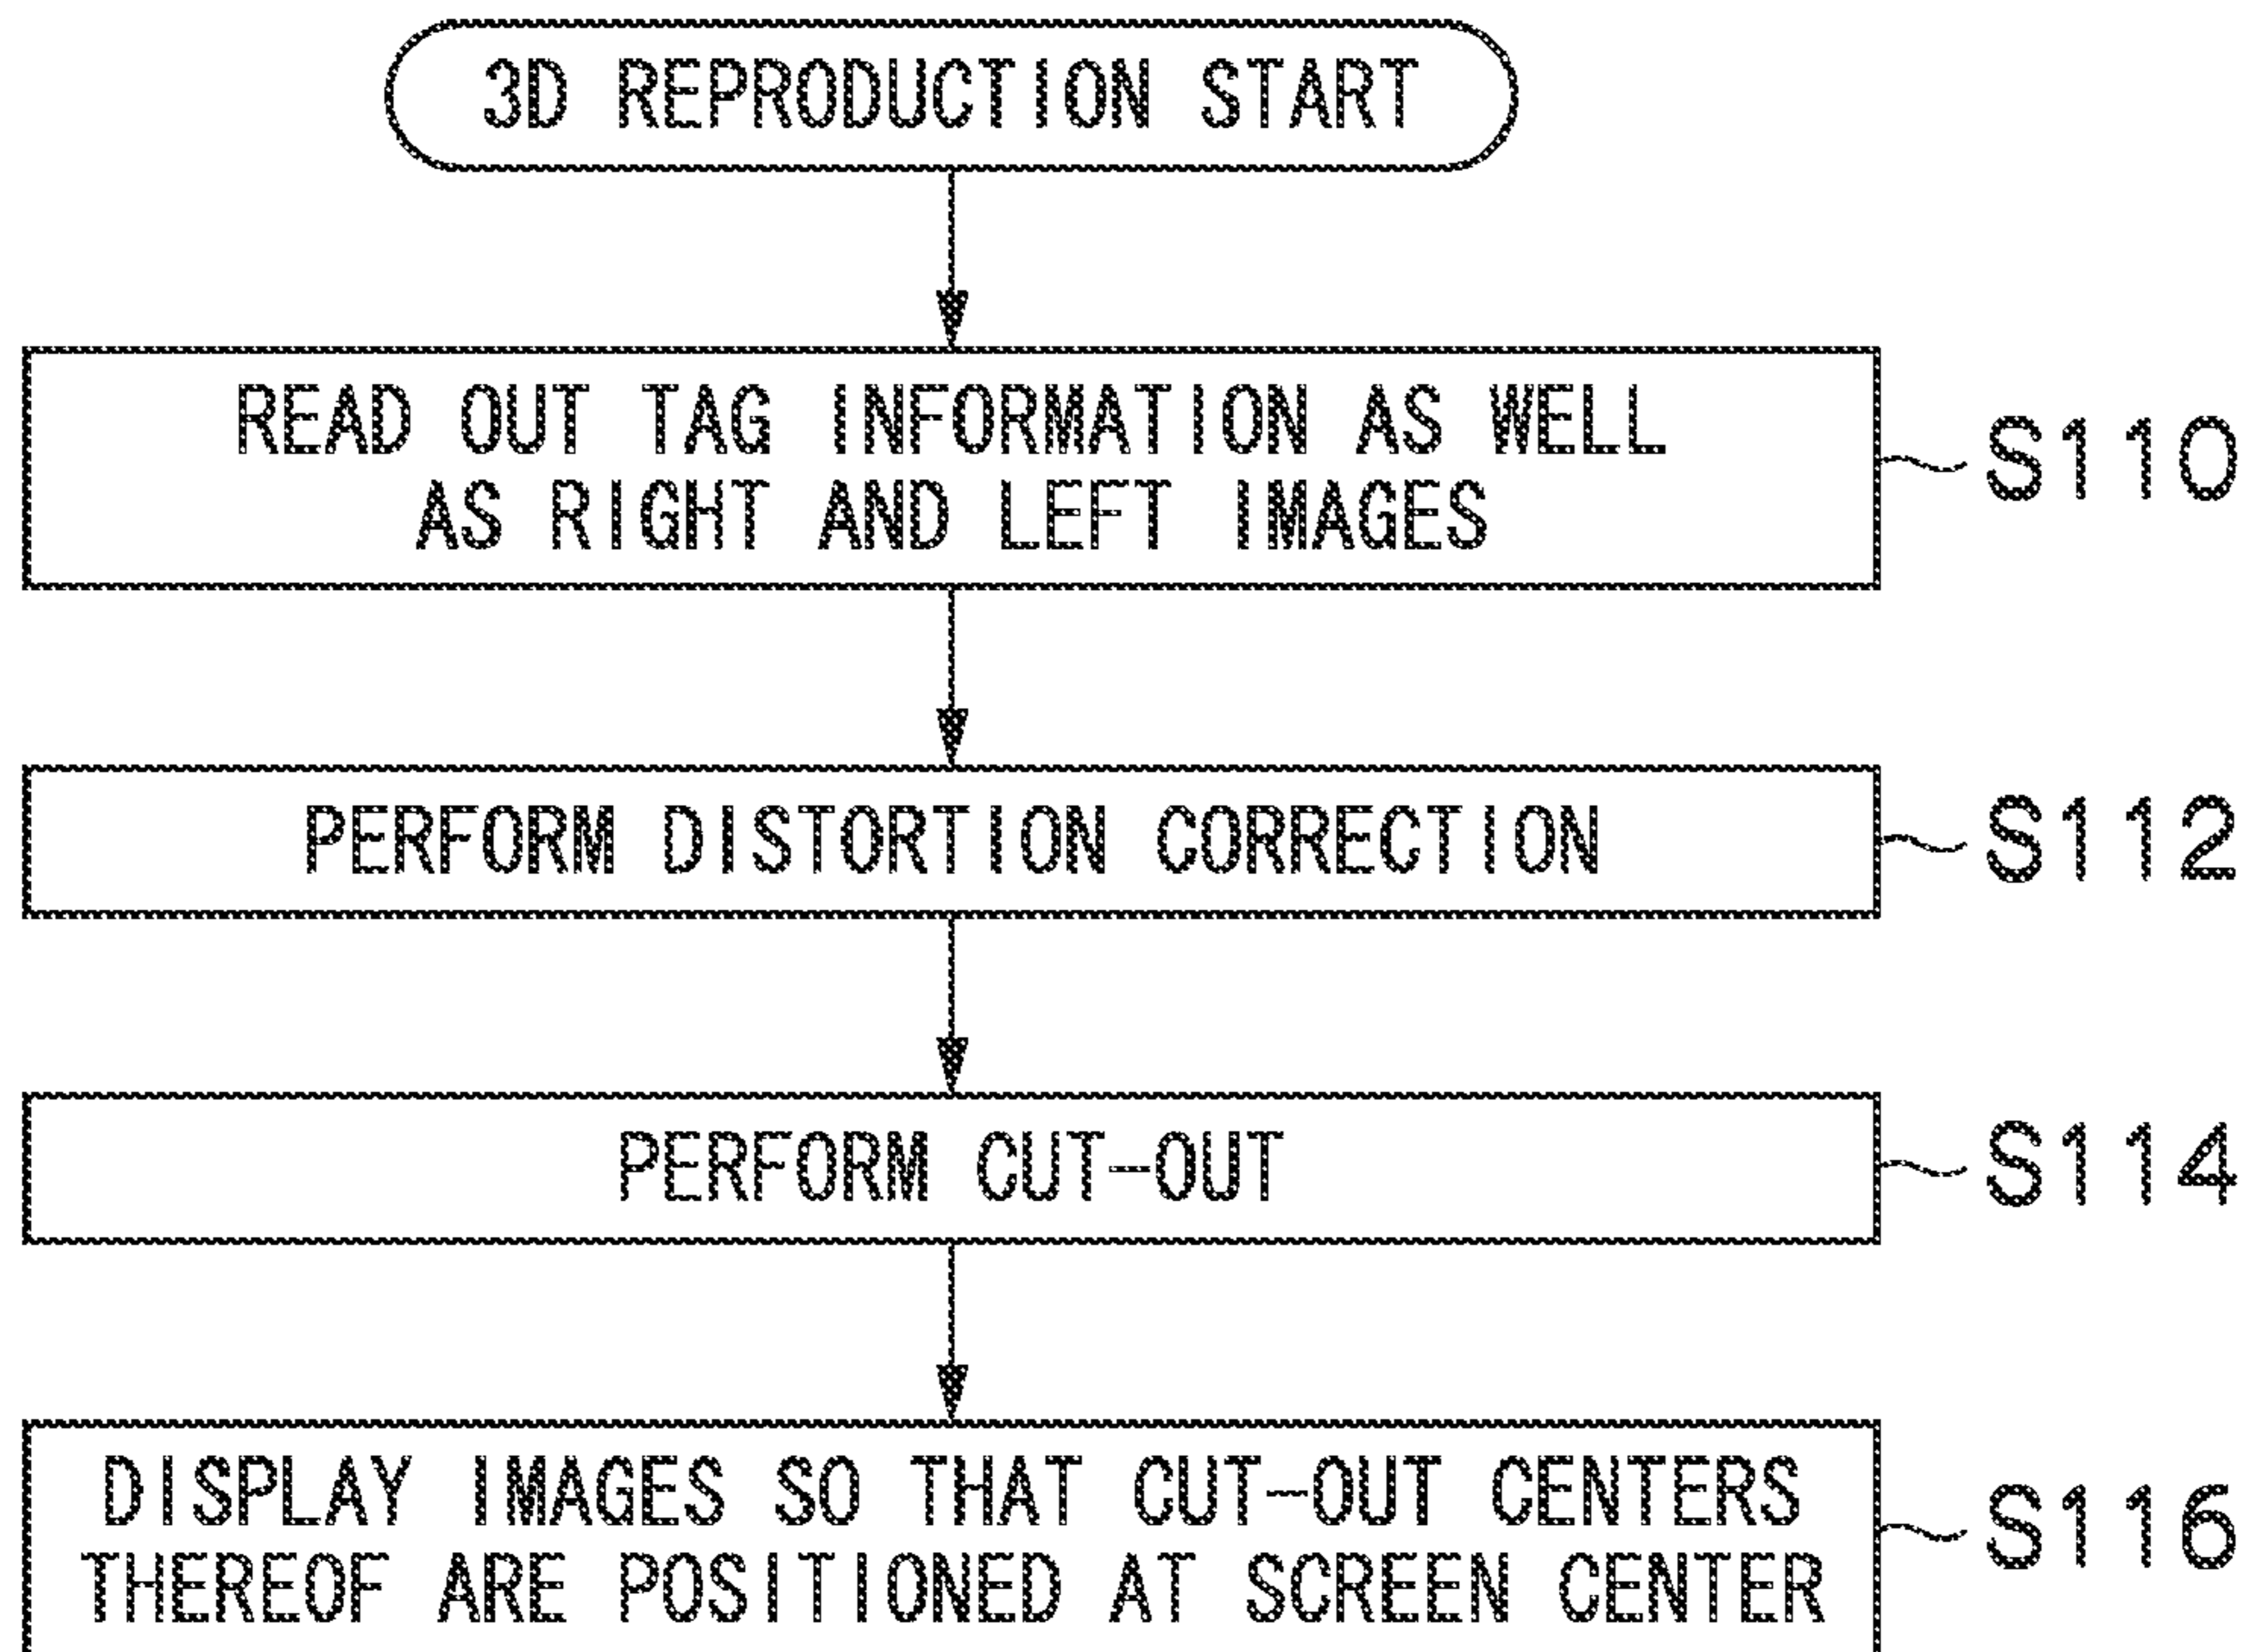 3D REPRODUCTION START
READ OUT TAG INFORMATION AS WELL
AS RIGHT AND LEFT IMAGES
S110
PERFORM DISTORTION CORRECTION
S112
PERFORM CUT-OUT
S114
DISPLAY IMAGES SO THAT CUT-OUT CENTERS
THEREOF ARE POSITIONED AT SCREEN CENTER
S116